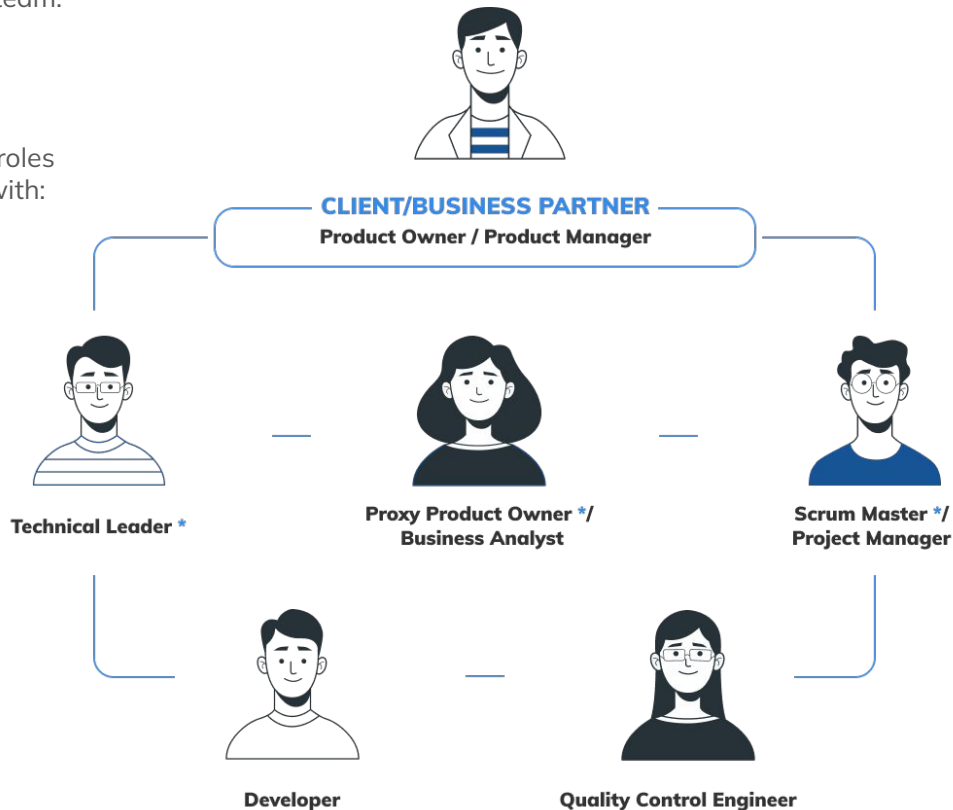 team.
roles
with:
CLIENT/BUSINESS PARTNER
Product Owner / Product Manager
Technical Leader *
Proxy Product Owner */
Business Analyst
Scrum Master */
Project Manager
Developer
Quality Control Engineer